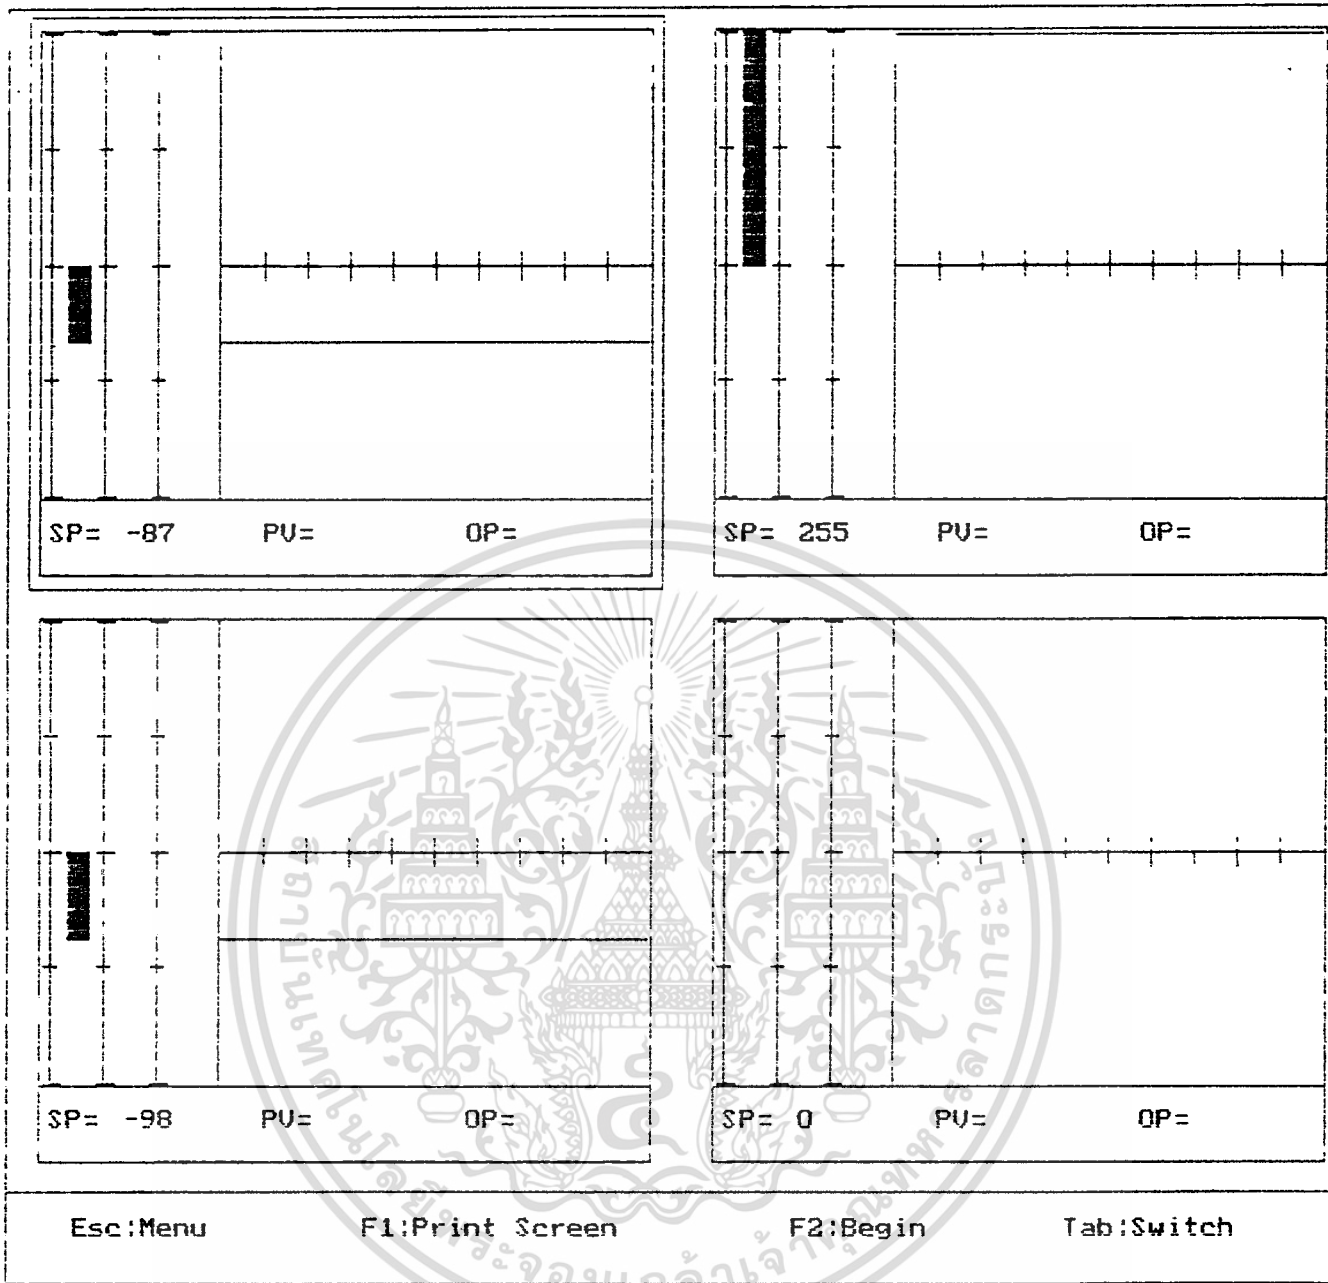 SP= -87 PV= OP=
SP= 255 PV= OP=
SP= -98 PV= OP=
SP= 0 PV= OP=
Esc:Menu F1:Print Screen F2:Begin Tab:Switch